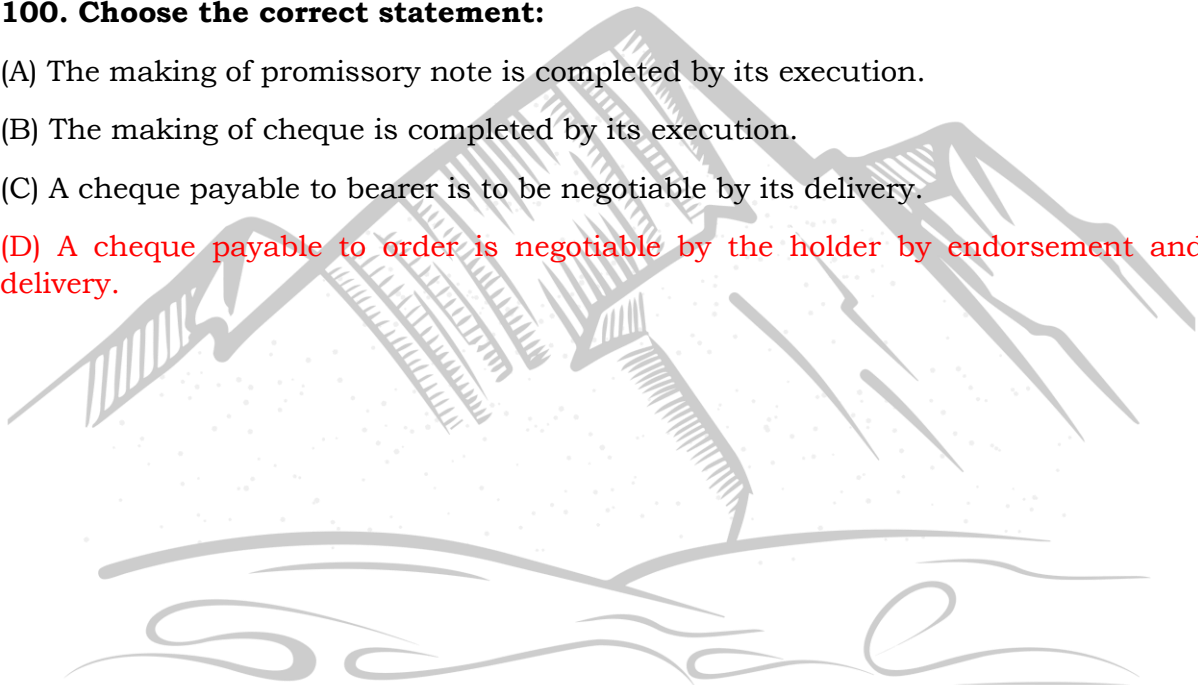 100. Choose the correct statement:
(A) The making of promissory note is completed by its execution.
(B) The making of cheque is completed by its execution.
(C) A cheque payable to bearer is to be negotiable by its delivery.
(D) A cheque payable to order is negotiable by the holder by endorsement and
delivery.